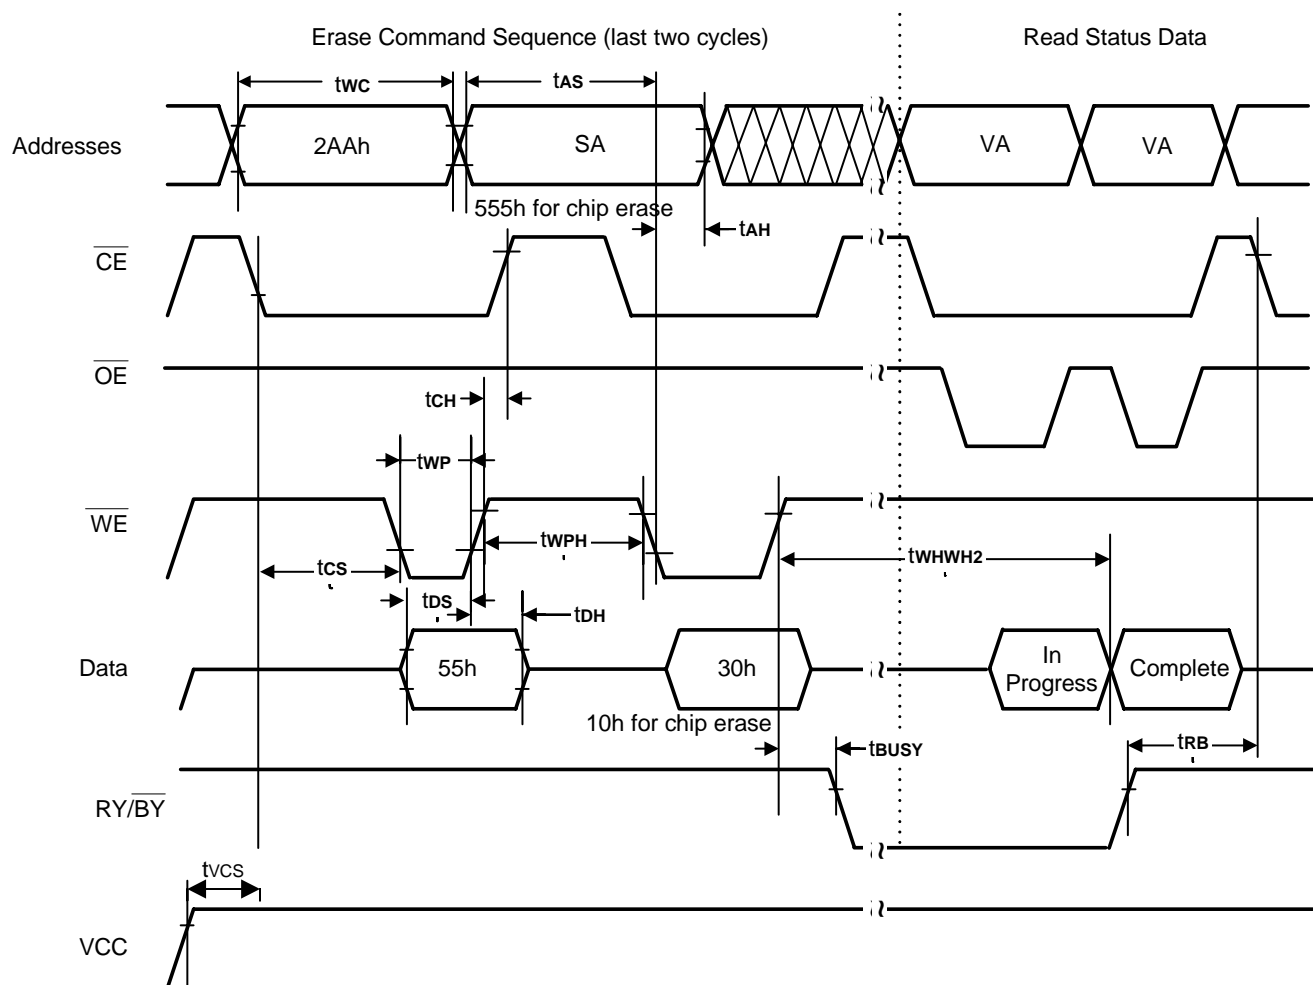 Erase Command Sequence (last two cycles)
Read Status Data
tWC
tAS
Addresses
2AAh
SA
VA
VA
555h for chip erase
tAH
CE
OE
tCH
tWP
WE
tWPH
tWHWH2
tCS
tDS
tDH
Data
55h
30h
In
Progress
Complete
10h for chip erase
tBUSY
tRB
RY/BY
tVCS
VCC